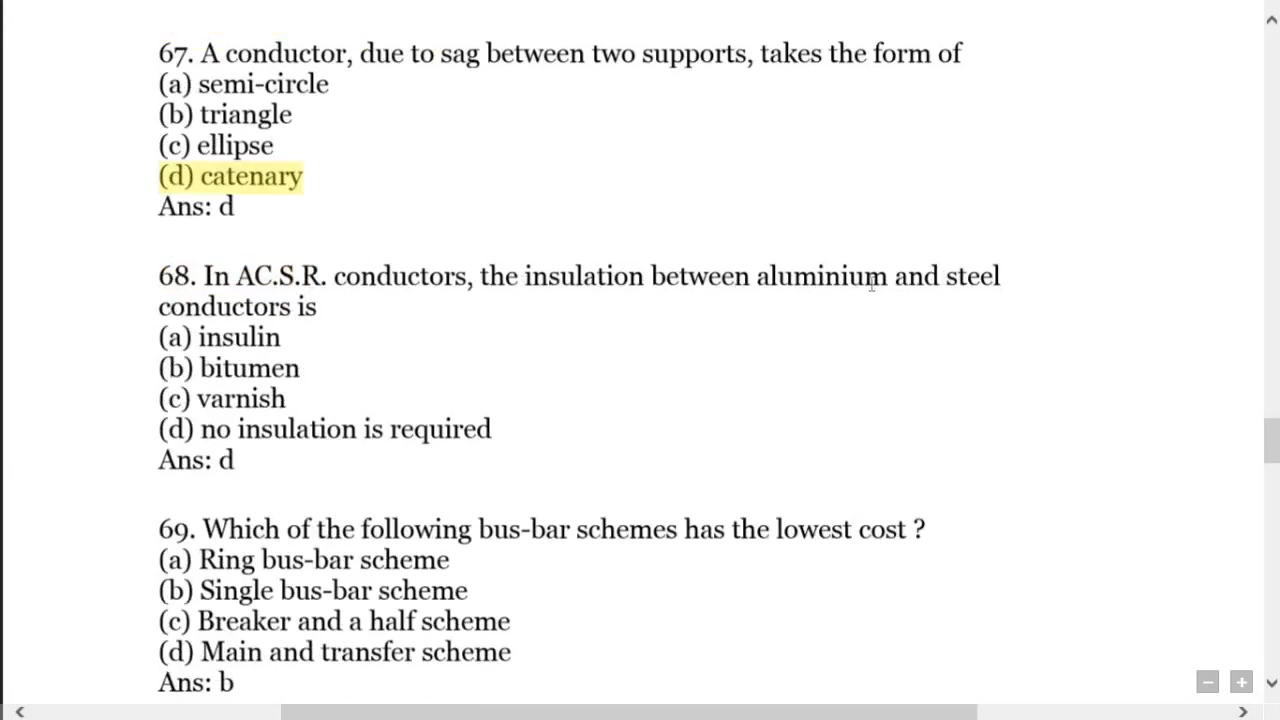 67. A conductor, due to sag between two supports, takes the form of
(a) semi-circle
(b) triangle
(c) ellipse
(d) catenary
Ans: d
68. In AC.S.R. conductors, the insulation between aluminium and steel
conductors is
(a) insulin
(b) bitumen
(c) varnish
(d) no insulation is required
Ans: d
69. Which of the following bus-bar schemes has the lowest cost ?
(a) Ring bus-bar scheme
(b) Single bus-bar scheme
(c) Breaker and a half scheme
(d) Main and transfer scheme
Ans: b